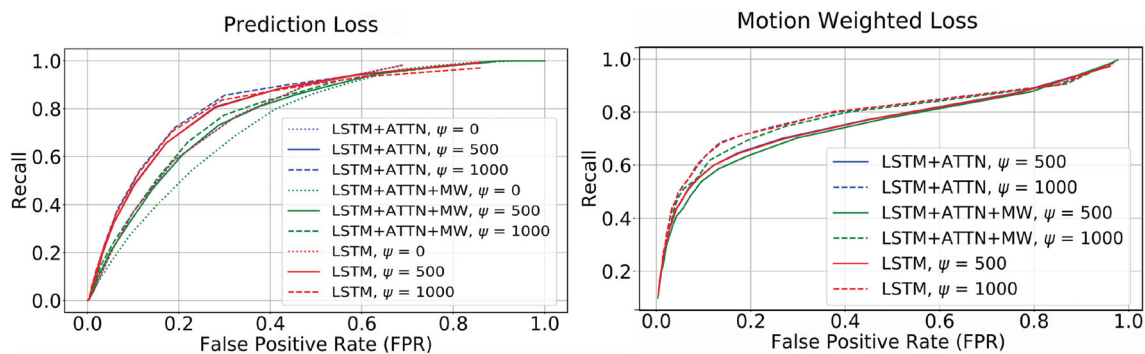 Prediction Loss
1.0
0.8
0.6
0.4
0.2
0.0
Recall
0.0 0.2 0.4 0.6 0.8 1.0
False Positive Rate (FPR)
LSTM+ATTN, ψ = 0
LSTM+ATTN, ψ = 500
LSTM+ATTN, ψ = 1000
LSTM+ATTN+MW, ψ = 0
LSTM+ATTN+MW, ψ = 500
LSTM+ATTN+MW, ψ = 1000
LSTM, ψ = 0
LSTM, ψ = 500
LSTM, ψ = 1000
Motion Weighted Loss
1.0
0.8
0.6
0.4
0.2
Recall
0.0 0.2 0.4 0.6 0.8 1.0
False Positive Rate (FPR)
LSTM+ATTN, ψ = 500
LSTM+ATTN, ψ = 1000
LSTM+ATTN+MW, ψ = 500
LSTM+ATTN+MW, ψ = 1000
LSTM, ψ = 500
LSTM, ψ = 1000